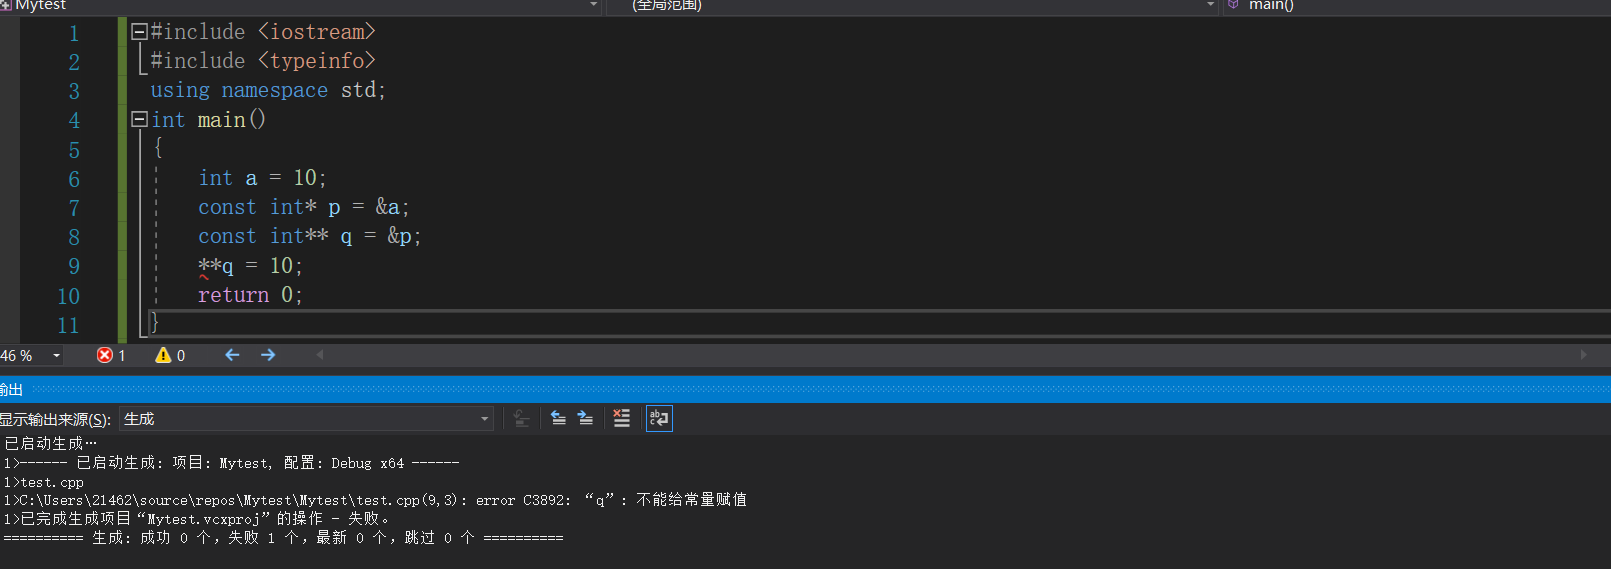 Mytest (全局范围) main()
1 #include <iostream>
2 #include <typeinfo>
3 using namespace std;
4 int main()
5 {
6 int a = 10;
7 const int* p = &a;
8 const int** q = &p;
9 **q = 10;
10 return 0;
11 }
46 % 1 0
输出
显示输出来源(S): 生成
已启动生成…
1>------ 已启动生成: 项目: Mytest, 配置: Debug x64 ------
1>test.cpp
1>C:\Users\21462\source\repos\Mytest\Mytest\test.cpp(9,3): error C3892: “q”: 不能给常量赋值
1>已完成生成项目“Mytest.vcxproj”的操作 - 失败。
========== 生成: 成功 0 个，失败 1 个，最新 0 个，跳过 0 个 ==========